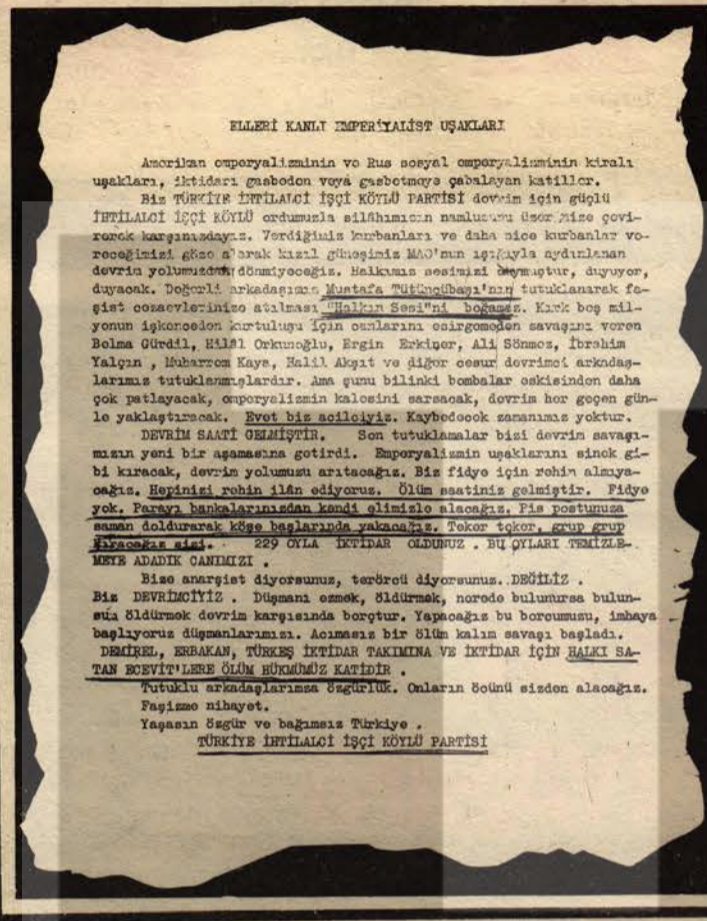 ELLERİ KANLI EMPERİYALİST UŞAKLARI
Amerikan emperyalizminin ve Rus sosyal emperyalizminin kiralı
uşakları, iktidarı gasbeden veya gasbetmeye çabalayan katiller.
Biz TÜRKİYE İHTİLALCİ İŞÇİ KÖYLÜ PARTİSİ devrim için güçlü
İHTİLALCİ İŞÇİ KÖYLÜ ordumuzla silâhımızın namlusunu üzerinize çevi-
rerek karşınızdayız. Verdiğimiz kurbanları ve daha nice kurbanlar ve-
receğimizi göze alarak kızıl güneşimiz MAO'nun ışığıyla aydınlanan
devrim yolumuzdan dönmiyeceğiz. Halkımız sesimizi duymuştur, duyuyor,
duyacak. Değerli arkadaşımız Mustafa Tütüncübaşı'nın tutuklanarak fa-
şist cezaevlerinize atılması "Halkın Sesi"ni boğamaz. Kırk beş mil-
yonun işkenceden kurtuluşu için canlarını esirgemeden savaşını veren
Belma Gürdil, Hilâl Orkunoğlu, Ergin Erkiner, Ali Sönmez, İbrahim
Yalçın , Muharrem Kaya, Halil Akşit ve diğer cesur devrimci arkadaş-
larımız tutuklanmışlardır. Ama şunu bilinki bombalar eskisinden daha
çok patlayacak, emperyalizmin kalesini sarsacak, devrim her geçen gün-
le yaklaştıracak. Evet biz acilciyiz. Kaybedecek zamanımız yoktur.
DEVRİM SAATİ GELMİŞTİR. Son tutuklamalar bizi devrim savaşı-
mızın yeni bir aşamasına getirdi. Emperyalizmin uşaklarını sinek gi-
bi kıracak, devrim yolumuzu arıtacağız. Biz fidye için rehin almıya-
cağız. Hepinizi rehin ilân ediyoruz. Ölüm saatiniz gelmiştir. Fidye
yok. Parayı bankalarınızdan kendi elimizle alacağız. Pis postunuza
saman doldurarak köşe başlarında yakacağız. Teker teker, grup grup
kıracağız sizi. 229 OYLA İKTİDAR OLDUNUZ . BU OYLARI TEMİZLE-
MEYE ADADIK CANIMIZI .
Bize anarşist diyorsunuz, terörcü diyorsunuz. DEĞİLİZ .
Biz DEVRİMCİYİZ . Düşmanı ezmek, öldürmek, nerede bulunursa bulun-
sun öldürmek devrim karşısında borçtur. Yapacağız bu borcumuzu, imhaya
başlıyoruz düşmanlarımızı. Acımasız bir ölüm kalım savaşı başladı.
DEMİREL, ERBAKAN, TÜRKEŞ İKTİDAR TAKIMINA VE İKTİDAR İÇİN HALKI SA-
TAN ECEVİT'LERE ÖLÜM HÜKMÜMÜZ KATİDİR .
Tutuklu arkadaşlarımıza özgürlük. Onların öcünü sizden alacağız.
Faşizme nihayet.
Yaşasın özgür ve bağımsız Türkiye .
TÜRKİYE İHTİLALCİ İŞÇİ KÖYLÜ PARTİSİ